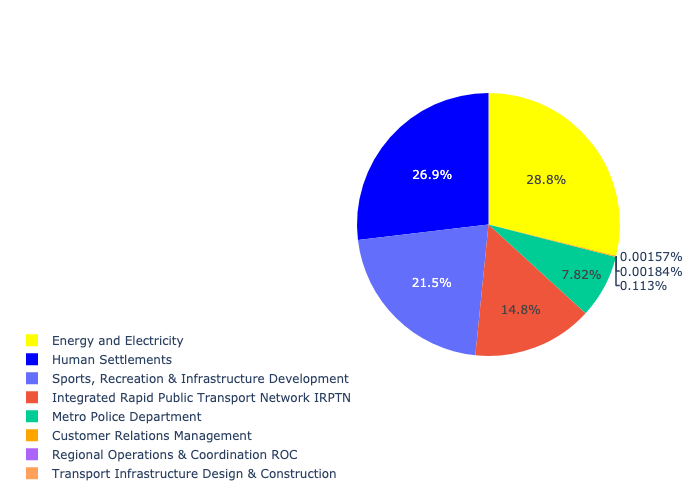 26.9%
28.8%
0.00157%
0.00184%
0.113%
7.82%
21.5%
14.8%
Energy and Electricity
Human Settlements
Sports, Recreation & Infrastructure Development
Integrated Rapid Public Transport Network IRPTN
Metro Police Department
Customer Relations Management
Regional Operations & Coordination ROC
Transport Infrastructure Design & Construction